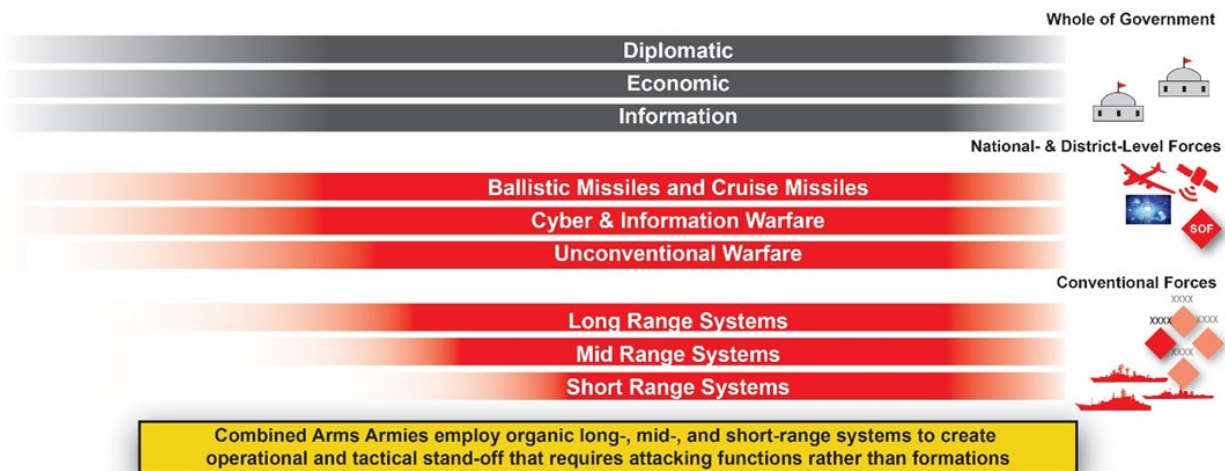 Whole of Government
Diplomatic
Economic
Information
National- & District-Level Forces
Ballistic Missiles and Cruise Missiles
Cyber & Information Warfare
SOF
Unconventional Warfare
Conventional Forces
XXXX
Long Range Systems
XXXX XXXX
Mid Range Systems
XXXX
Short Range Systems
Combined Arms Armies employ organic long-, mid-, and short-range systems to create
operational and tactical stand-off that requires attacking functions rather than formations